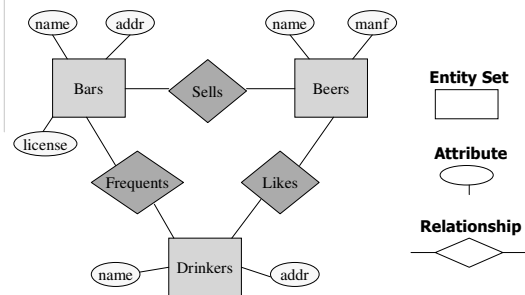 name addr name manf
Entity Set
Bars Sells Beers
license
Attribute
Frequents Likes
Relationship
name Drinkers addr